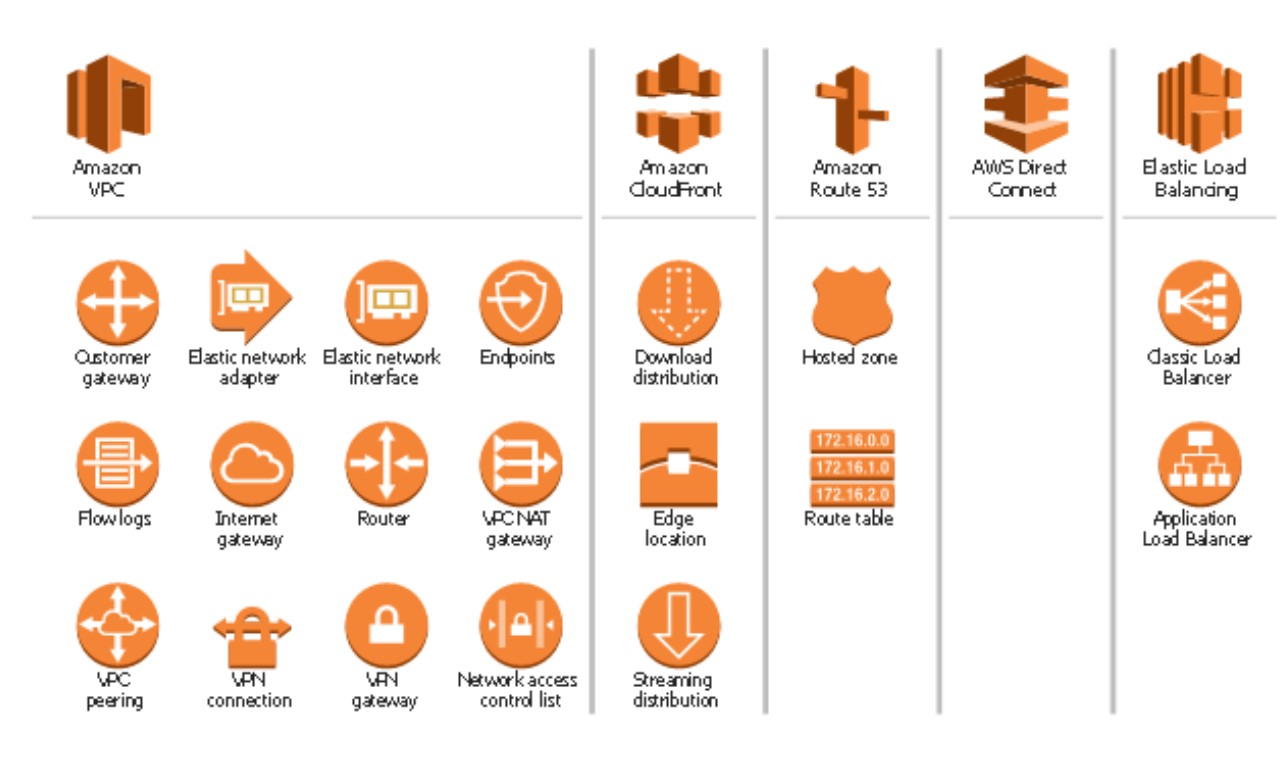 Amazon
VPC
Amazon
CloudFront
Amazon
Route 53
AWS Direct
Connect
Elastic Load
Balancing
Customer
gateway
Elastic network
adapter
Elastic network
interface
Endpoints
Download
distribution
Hosted zone
Classic Load
Balancer
172.16.0.0
172.16.1.0
172.16.2.0
Flow logs
Internet
gateway
Router
VPC NAT
gateway
Edge
location
Route table
Application
Load Balancer
VPC
peering
VPN
connection
VPN
gateway
Network access
control list
Streaming
distribution